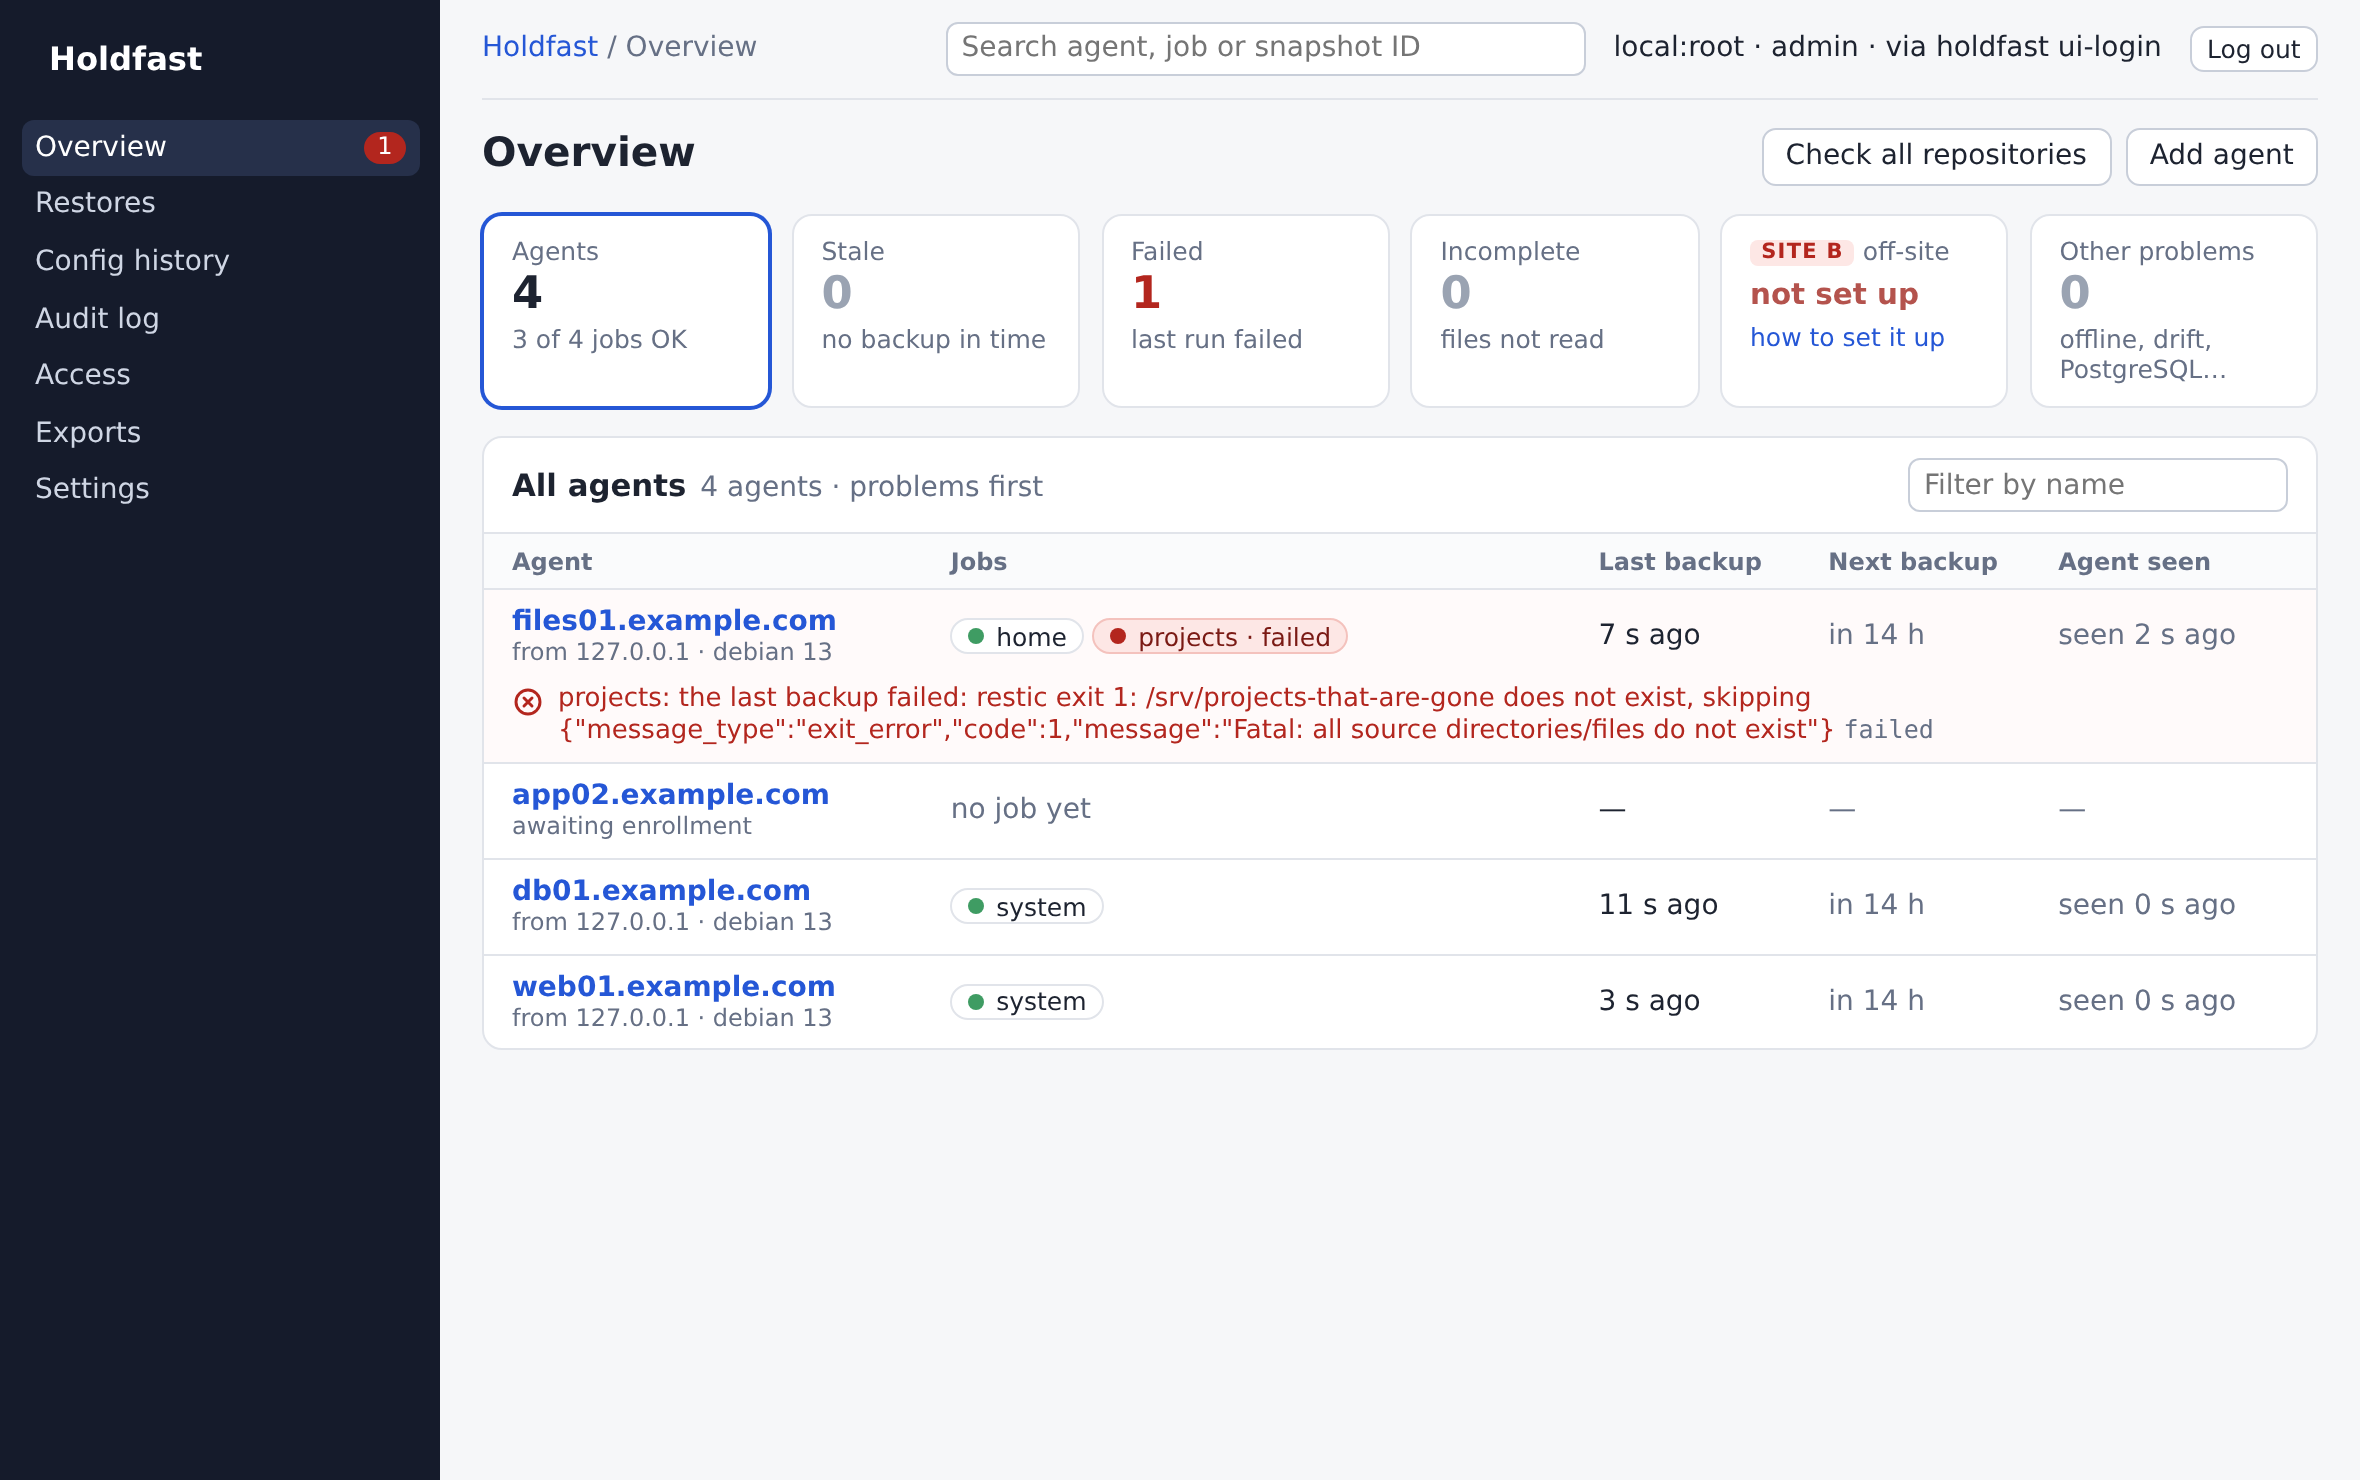 Holdfast
Overview 1
Restores
Config history
Audit log
Access
Exports
Settings
Holdfast / Overview
Search agent, job or snapshot ID
local:root · admin · via holdfast ui-login
Log out
Overview
Check all repositories
Add agent
Agents
4
3 of 4 jobs OK
Stale
0
no backup in time
Failed
1
last run failed
Incomplete
0
files not read
SITE B off-site
not set up
how to set it up
Other problems
0
offline, drift,
PostgreSQL…
All agents 4 agents · problems first
Filter by name
Agent Jobs Last backup Next backup Agent seen
files01.example.com
from 127.0.0.1 · debian 13
home projects · failed 7 s ago in 14 h seen 2 s ago
projects: the last backup failed: restic exit 1: /srv/projects-that-are-gone does not exist, skipping
{"message_type":"exit_error","code":1,"message":"Fatal: all source directories/files do not exist"} failed
app02.example.com
awaiting enrollment
no job yet — — —
db01.example.com
from 127.0.0.1 · debian 13
system 11 s ago in 14 h seen 0 s ago
web01.example.com
from 127.0.0.1 · debian 13
system 3 s ago in 14 h seen 0 s ago